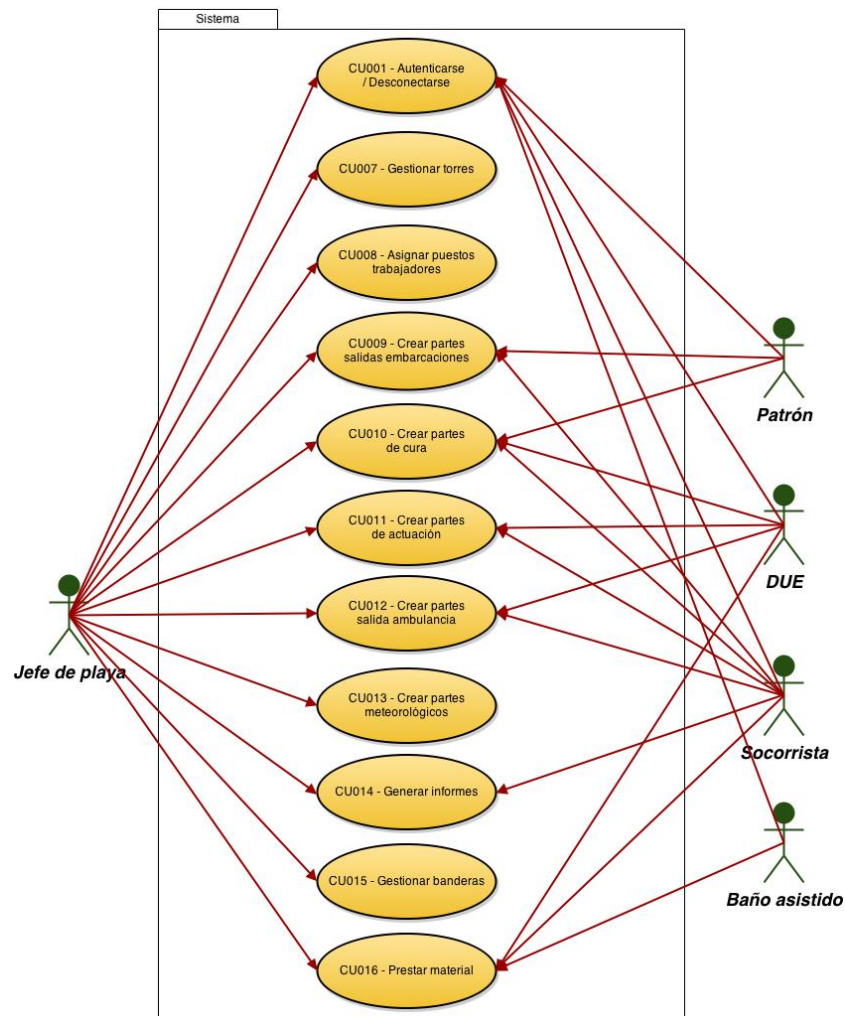 Sistema
CU001 - Autenticarse
/ Desconectarse
CU007 - Gestionar torres
CU008 - Asignar puestos
trabajadores
CU009 - Crear partes
salidas embarcaciones
Patrón
CU010 - Crear partes
de cura
CU011 - Crear partes
de actuación
DUE
CU012 - Crear partes
salida ambulancia
Jefe de playa
CU013 - Crear partes
meteorológicos
Socorrista
CU014 - Generar informes
CU015 - Gestionar banderas
Baño asistido
CU016 - Prestar material